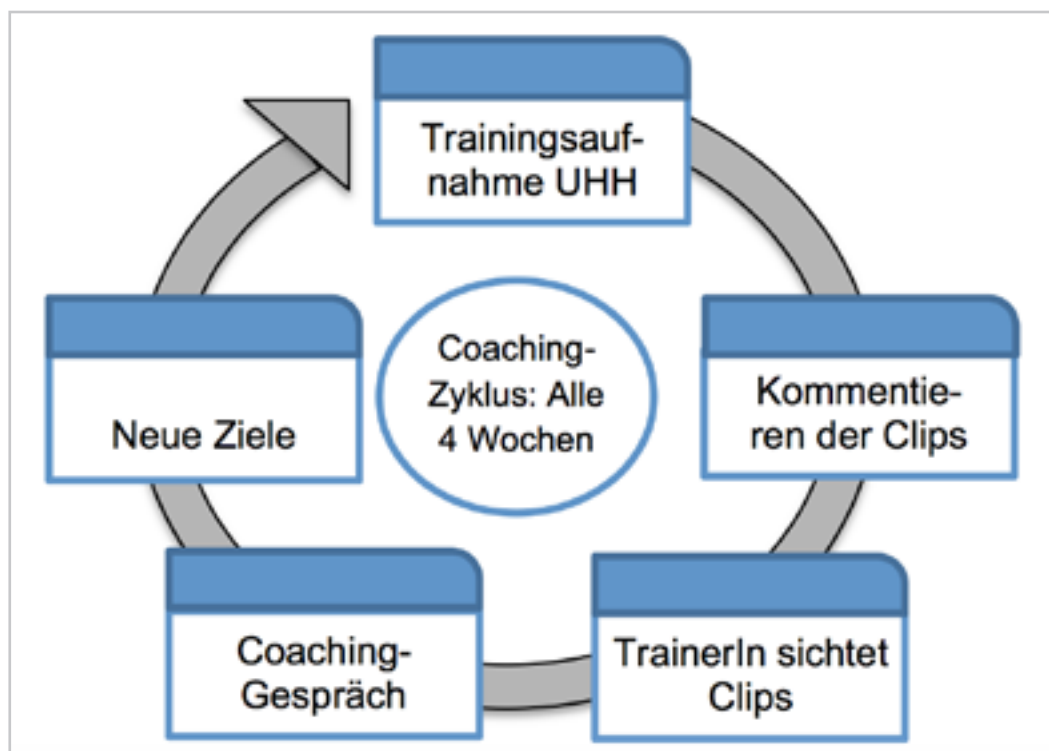 Trainingsauf-
nahme UHH
Kommentie-
ren der Clips
TrainerIn sichtet
Clips
Coaching-
Gespräch
Neue Ziele
Coaching-
Zyklus: Alle
4 Wochen